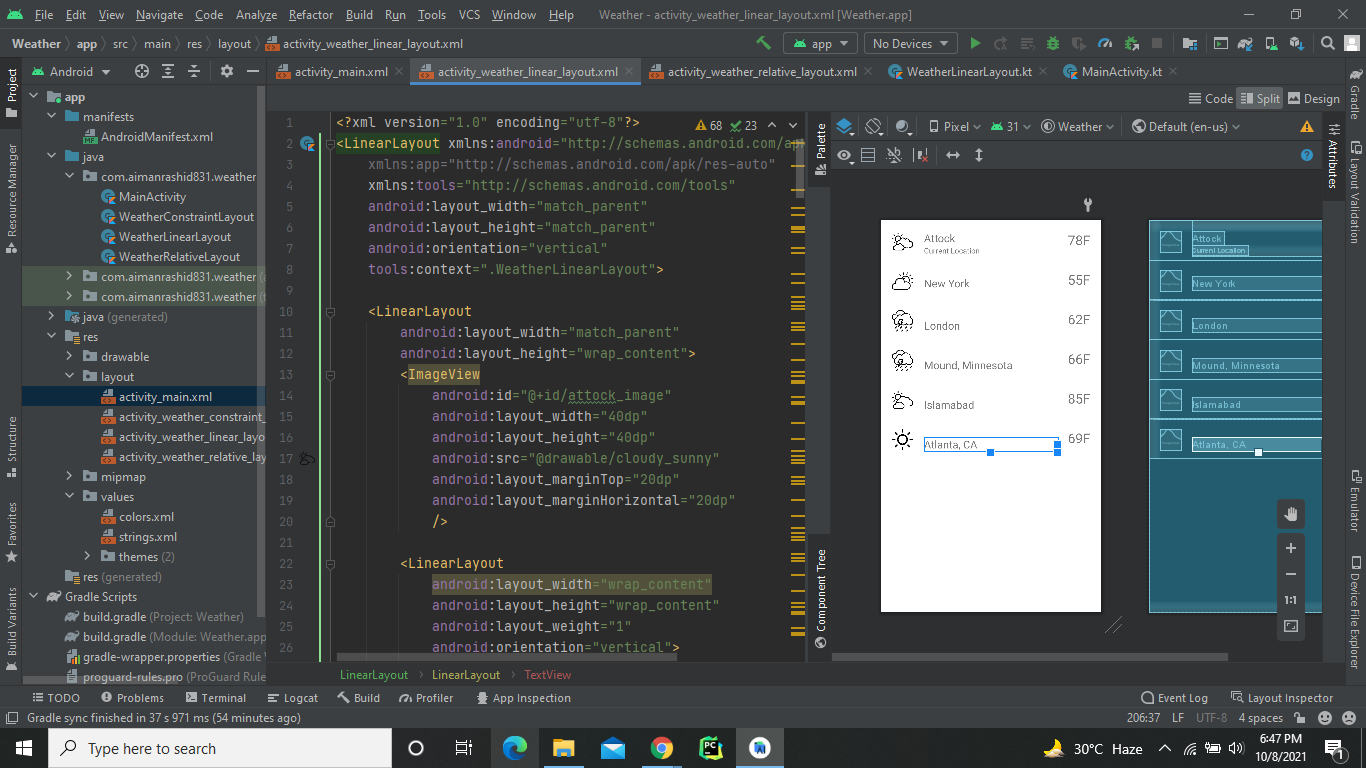 File Edit View Navigate Code Analyze Refactor Build Run Tools VCS Window Help Weather - activity_weather_linear_layout.xml [Weather.app]
Weather app src main res layout activity_weather_linear_layout.xml app No Devices
Android activity_main.xml activity_weather_linear_layout.xml activity_weather_relative_layout.xml WeatherLinearLayout.kt MainActivity.kt
Code Split Design
Project
Resource Manager
Structure
Favorites
Build Variants
app
manifests
AndroidManifest.xml
java
com.aimanrashid831.weather
MainActivity
WeatherConstraintLayout
WeatherLinearLayout
WeatherRelativeLayout
com.aimanrashid831.weather
com.aimanrashid831.weather
java (generated)
res
drawable
layout
activity_main.xml
activity_weather_constraint_
activity_weather_linear_layo
activity_weather_relative_lay
mipmap
values
colors.xml
strings.xml
themes (2)
res (generated)
Gradle Scripts
build.gradle (Project: Weather)
build.gradle (Module: Weather.app
gradle-wrapper.properties (Gradle
proguard-rules.pro (ProGuard Rule
68 23
1 <?xml version="1.0" encoding="utf-8"?>
2 <LinearLayout xmlns:android="http://schemas.android.com/ap
3 xmlns:app="http://schemas.android.com/apk/res-auto"
4 xmlns:tools="http://schemas.android.com/tools"
5 android:layout_width="match_parent"
6 android:layout_height="match_parent"
7 android:orientation="vertical"
8 tools:context=".WeatherLinearLayout">
9
10 <LinearLayout
11 android:layout_width="match_parent"
12 android:layout_height="wrap_content">
13 <ImageView
14 android:id="@+id/attock_image"
15 android:layout_width="40dp"
16 android:layout_height="40dp"
17 android:src="@drawable/cloudy_sunny"
18 android:layout_marginTop="20dp"
19 android:layout_marginHorizontal="20dp"
20 />
21
22 <LinearLayout
23 android:layout_width="wrap_content"
24 android:layout_height="wrap_content"
25 android:layout_weight="1"
26 android:orientation="vertical">
LinearLayout LinearLayout TextView
Palette
Component Tree
Pixel 31 Weather Default (en-us)
Attock 78F
Current Location
New York 55F
London 62F
Mound, Minnesota 66F
Islamabad 85F
Atlanta, CA 69F
Attock
Current Location
New York
London
Mound, Minnesota
Islamabad
Atlanta, CA
1:1
Attributes
Gradle
Layout Validation
Emulator
Device File Explorer
TODO Problems Terminal Logcat Build Profiler App Inspection Event Log Layout Inspector
Gradle sync finished in 37 s 971 ms (54 minutes ago) 206:37 LF UTF-8 4 spaces
Type here to search
PC
30°C Haze
6:47 PM
10/8/2021
1